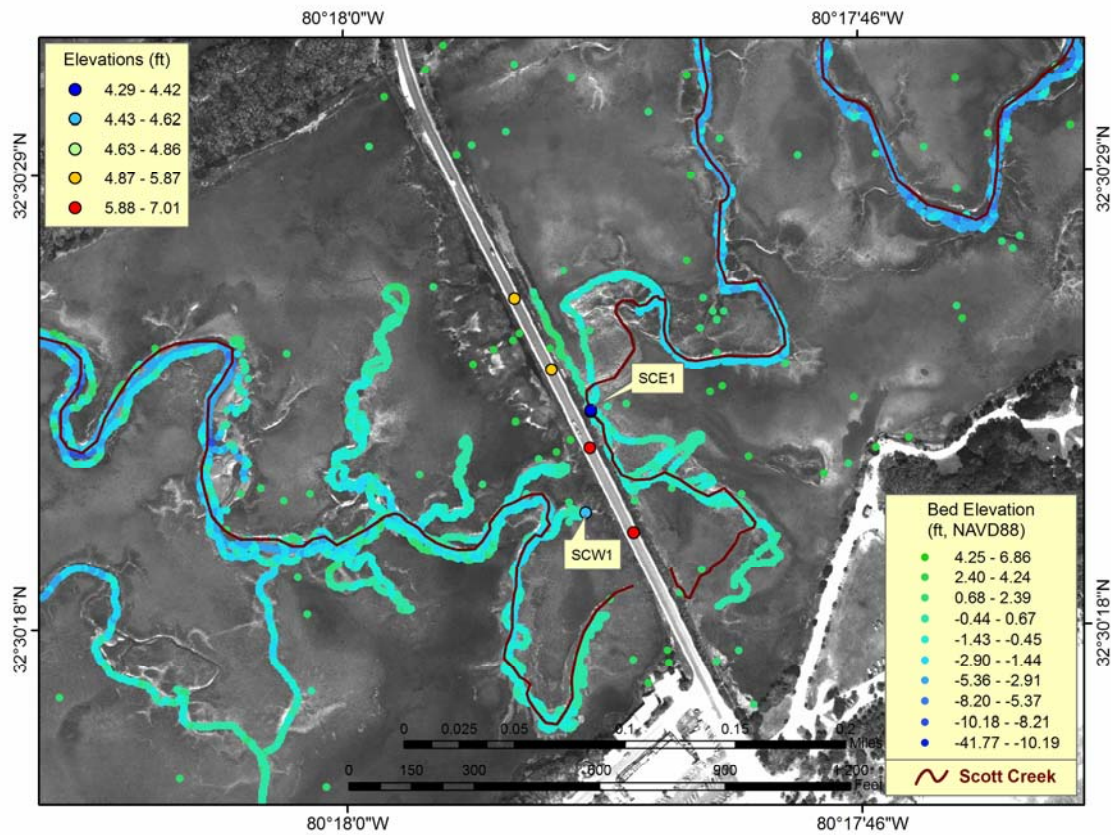 80°18'0"W
80°17'46"W
Elevations (ft)
4.29 - 4.42
4.43 - 4.62
4.63 - 4.86
4.87 - 5.87
5.88 - 7.01
32°30'29"N
32°30'29"N
SCE1
SCW1
Bed Elevation
(ft, NAVD88)
4.25 - 6.86
2.40 - 4.24
0.68 - 2.39
-0.44 - 0.67
-1.43 - -0.45
-2.90 - -1.44
-5.36 - -2.91
-8.20 - -5.37
-10.18 - -8.21
-41.77 - -10.19
Scott Creek
32°30'18"N
32°30'18"N
0 0.025 0.05 0.1 0.15 0.2
Miles
0 150 300 600 900 1,200
Feet
80°18'0"W
80°17'46"W